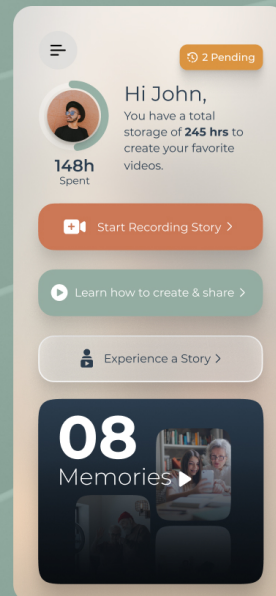 2 Pending
Hi John,
You have a total
storage of 245 hrs to
create your favorite
videos.
148h
Spent
Start Recording Story
Learn how to create & share
Experience a Story
08
Memories